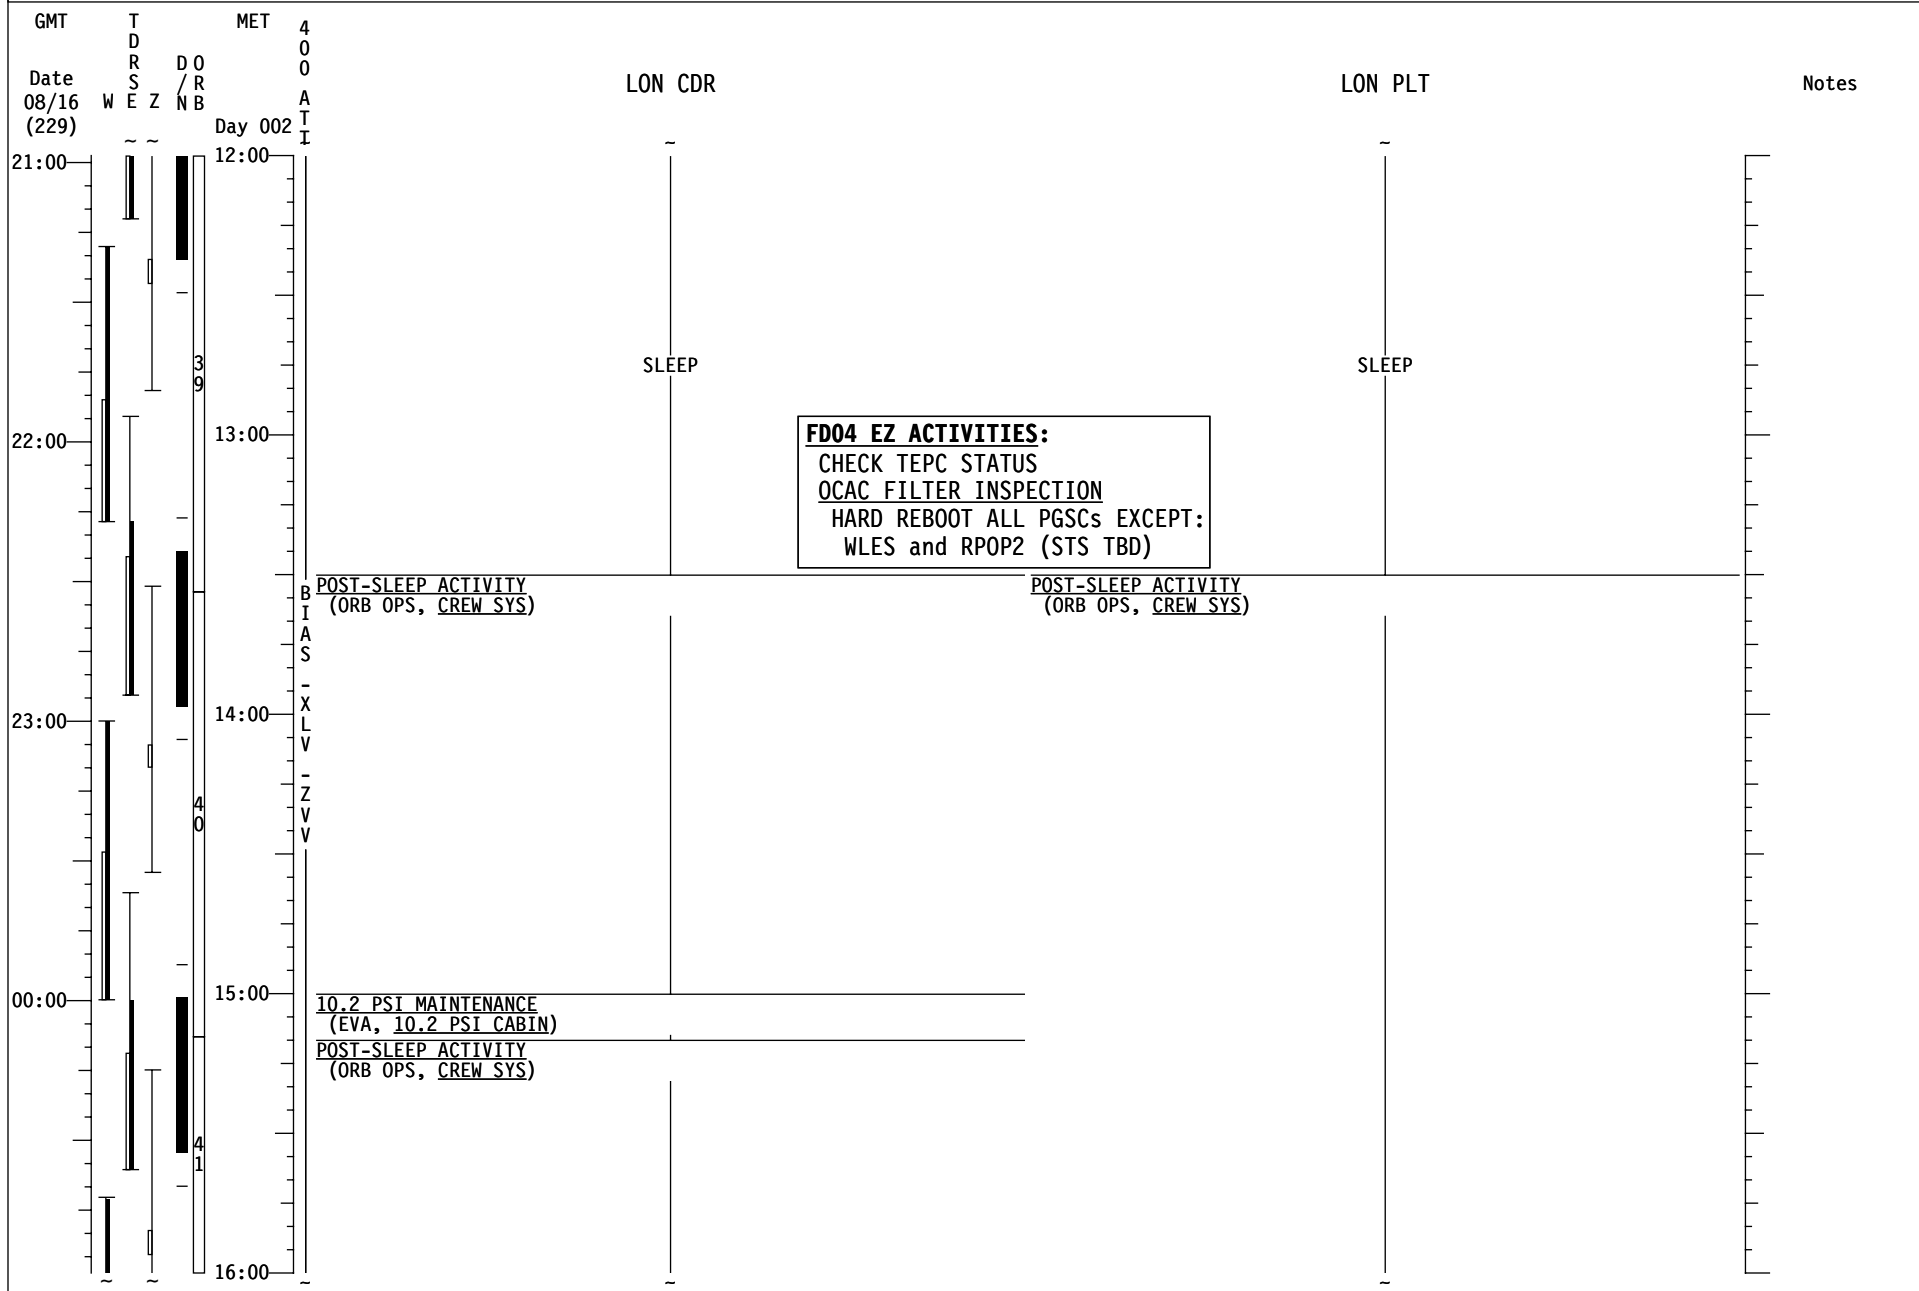 GMT
TDRS
MET
400 ATT
Date
08/16
(229)
W E Z
D/N
ORB
Day 002
LON CDR
LON PLT
Notes
~ ~ ~ ~ ~
21:00
12:00
39
SLEEP
SLEEP
22:00
13:00
FD04 EZ ACTIVITIES:
CHECK TEPC STATUS
OCAC FILTER INSPECTION
HARD REBOOT ALL PGSCs EXCEPT:
WLES and RPOP2 (STS TBD)
BIAS -XLV -ZVV
POST-SLEEP ACTIVITY
(ORB OPS, CREW SYS)
POST-SLEEP ACTIVITY
(ORB OPS, CREW SYS)
23:00
14:00
40
00:00
15:00
10.2 PSI MAINTENANCE
(EVA, 10.2 PSI CABIN)
POST-SLEEP ACTIVITY
(ORB OPS, CREW SYS)
41
16:00
~ ~ ~ ~ ~